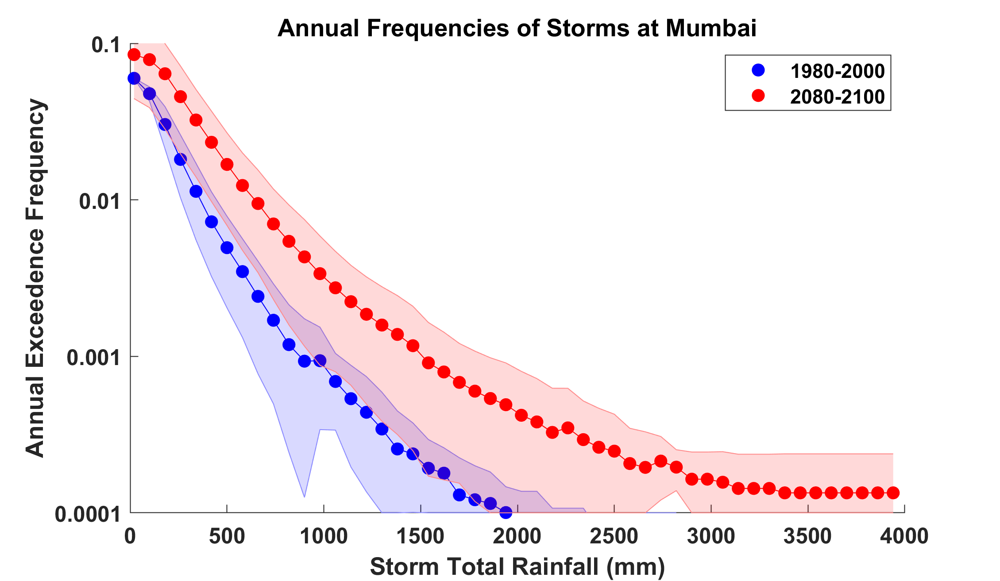 Annual Frequencies of Storms at Mumbai
0.1
0.01
0.001
0.0001
Annual Exceedence Frequency
1980-2000
2080-2100
0 500 1000 1500 2000 2500 3000 3500 4000
Storm Total Rainfall (mm)